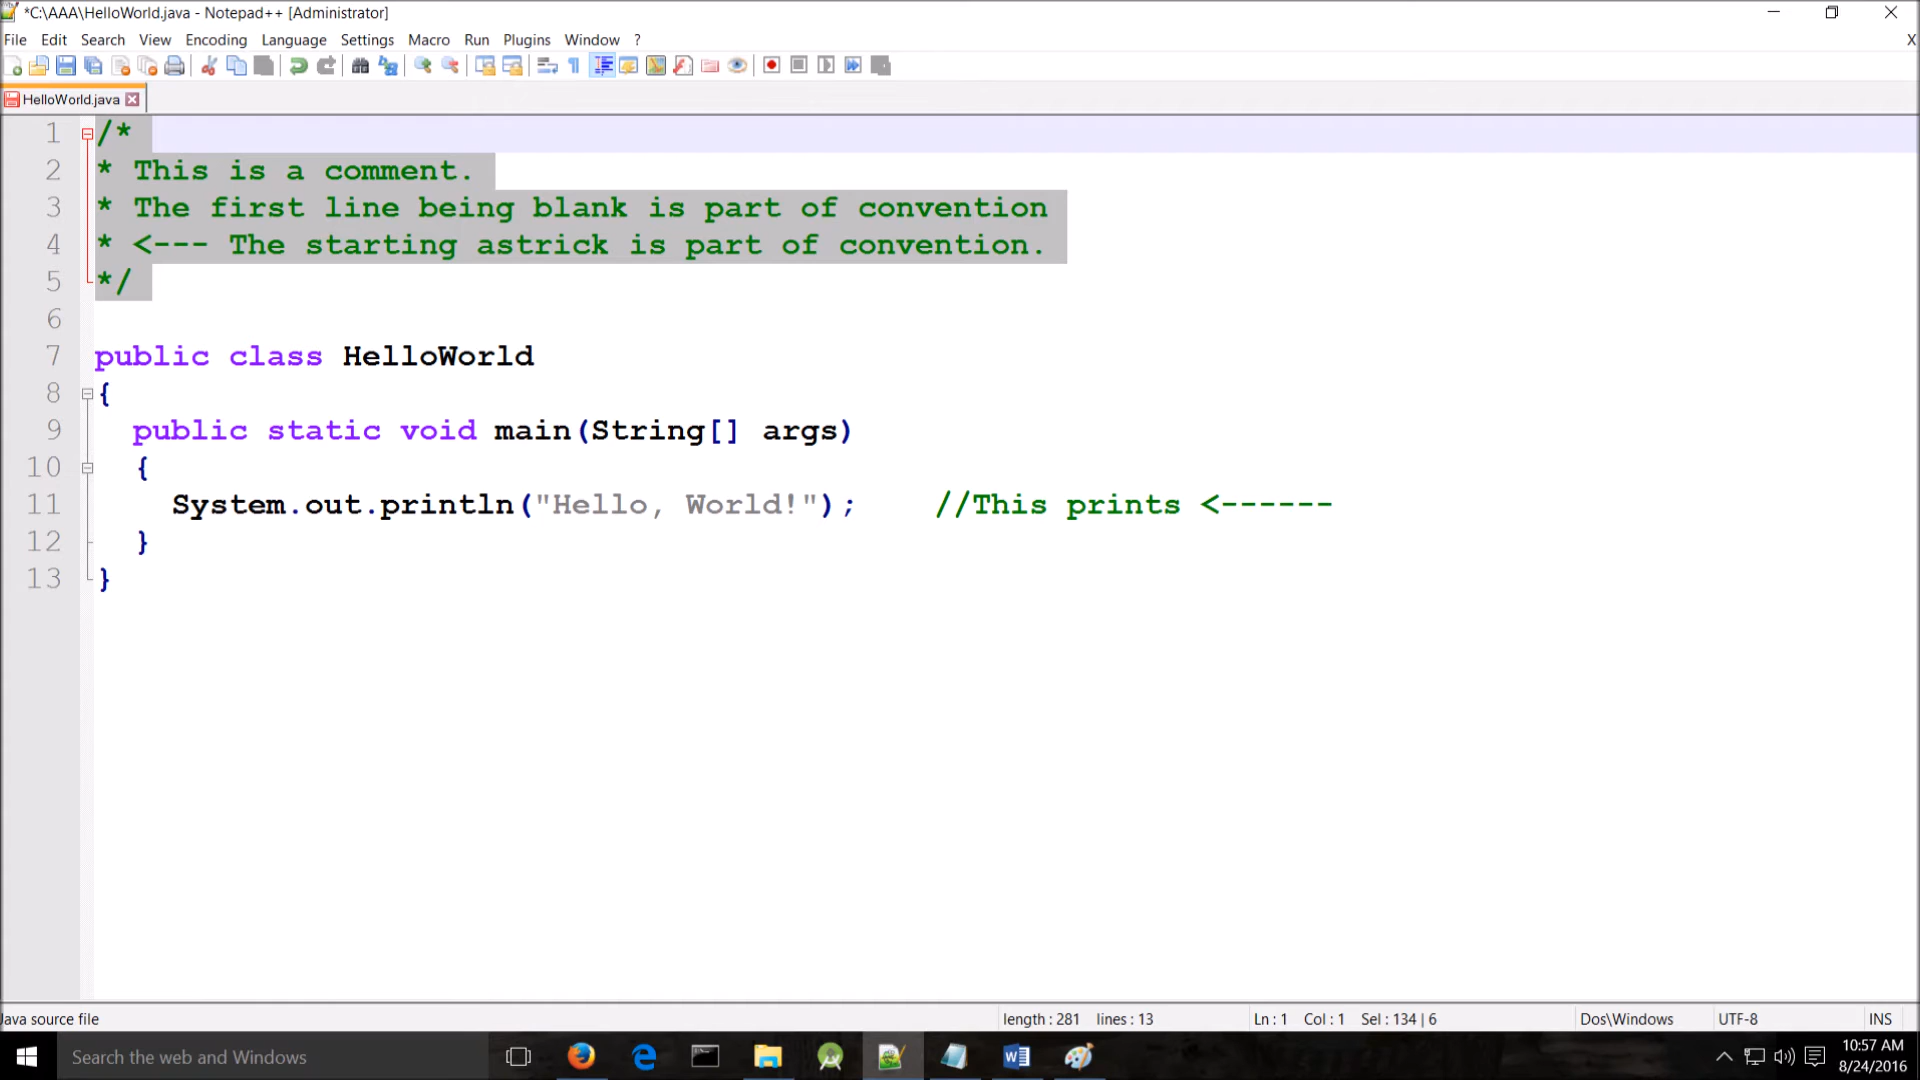 *C:\AAA\HelloWorld.java - Notepad++ [Administrator]
File Edit Search View Encoding Language Settings Macro Run Plugins Window ? X
HelloWorld.java
1 /*
2 * This is a comment.
3 * The first line being blank is part of convention
4 * <--- The starting astrick is part of convention.
5 */
6
7 public class HelloWorld
8 {
9 public static void main(String[] args)
10 {
11 System.out.println("Hello, World!"); //This prints <------
12 }
13 }
Java source file length : 281 lines : 13 Ln : 1 Col : 1 Sel : 134 | 6 Dos\Windows UTF-8 INS
Search the web and Windows
10:57 AM
8/24/2016